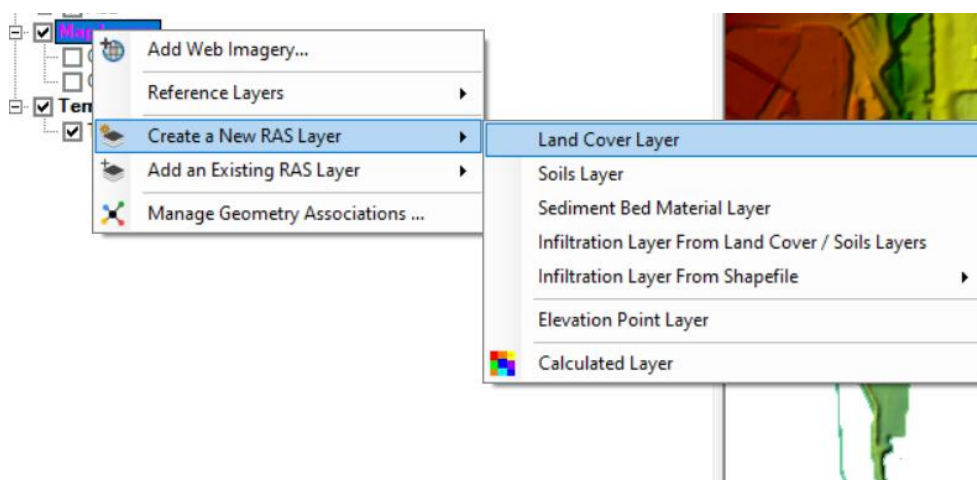 Add Web Imagery...
Reference Layers
Create a New RAS Layer
Add an Existing RAS Layer
Manage Geometry Associations ...
Land Cover Layer
Soils Layer
Sediment Bed Material Layer
Infiltration Layer From Land Cover / Soils Layers
Infiltration Layer From Shapefile
Elevation Point Layer
Calculated Layer